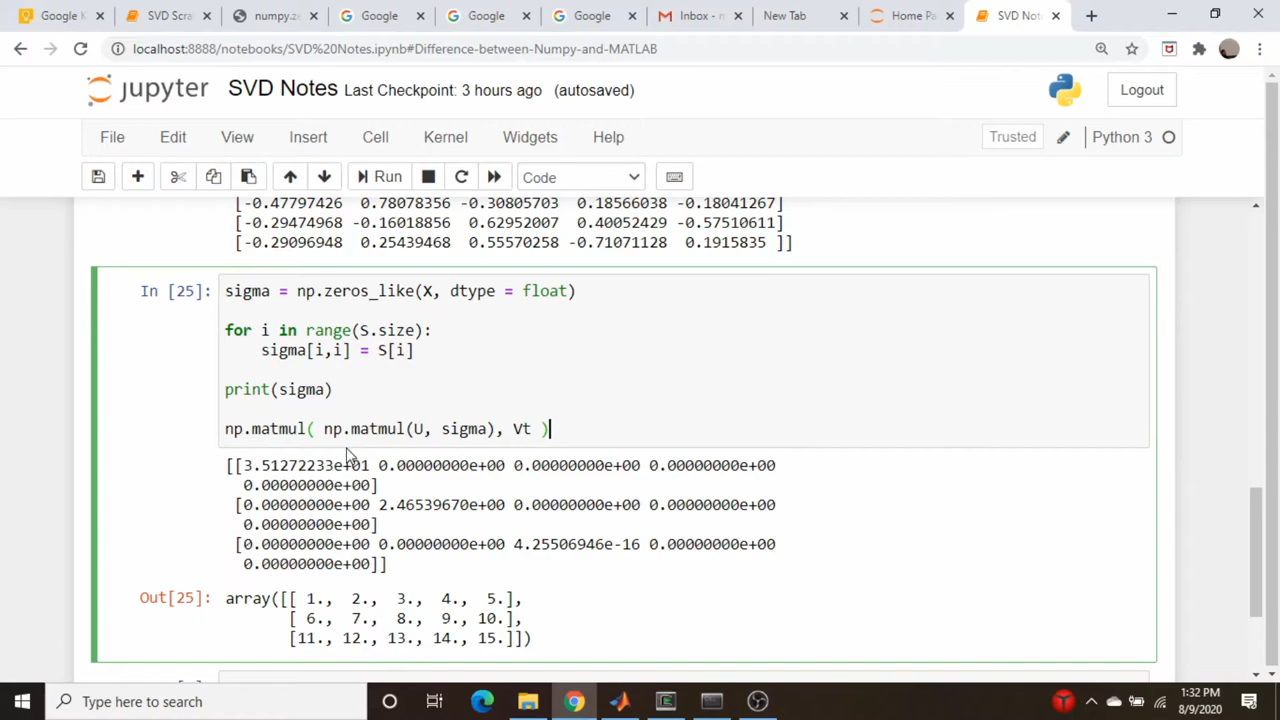 Google K
SVD Scra
numpy.ze
Google
Google
Google
Inbox - n
New Tab
Home Pa
SVD Not
localhost:8888/notebooks/SVD%20Notes.ipynb#Difference-between-Numpy-and-MATLAB
jupyter SVD Notes Last Checkpoint: 3 hours ago (autosaved)
Logout
File Edit View Insert Cell Kernel Widgets Help
Trusted
Python 3
Run
Code
[-0.47797426 0.78078356 -0.30805703 0.18566038 -0.18041267]
[-0.29474968 -0.16018856 0.62952007 0.40052429 -0.57510611]
[-0.29096948 0.25439468 0.55570258 -0.71071128 0.1915835 ]]
In [25]: sigma = np.zeros_like(X, dtype = float)
for i in range(S.size):
sigma[i,i] = S[i]
print(sigma)
np.matmul( np.matmul(U, sigma), Vt )
[[3.51272233e+01 0.00000000e+00 0.00000000e+00 0.00000000e+00
0.00000000e+00]
[0.00000000e+00 2.46539670e+00 0.00000000e+00 0.00000000e+00
0.00000000e+00]
[0.00000000e+00 0.00000000e+00 4.25506946e-16 0.00000000e+00
0.00000000e+00]]
Out[25]: array([[ 1., 2., 3., 4., 5.],
[ 6., 7., 8., 9., 10.],
[11., 12., 13., 14., 15.]])
Type here to search
1:32 PM
8/9/2020